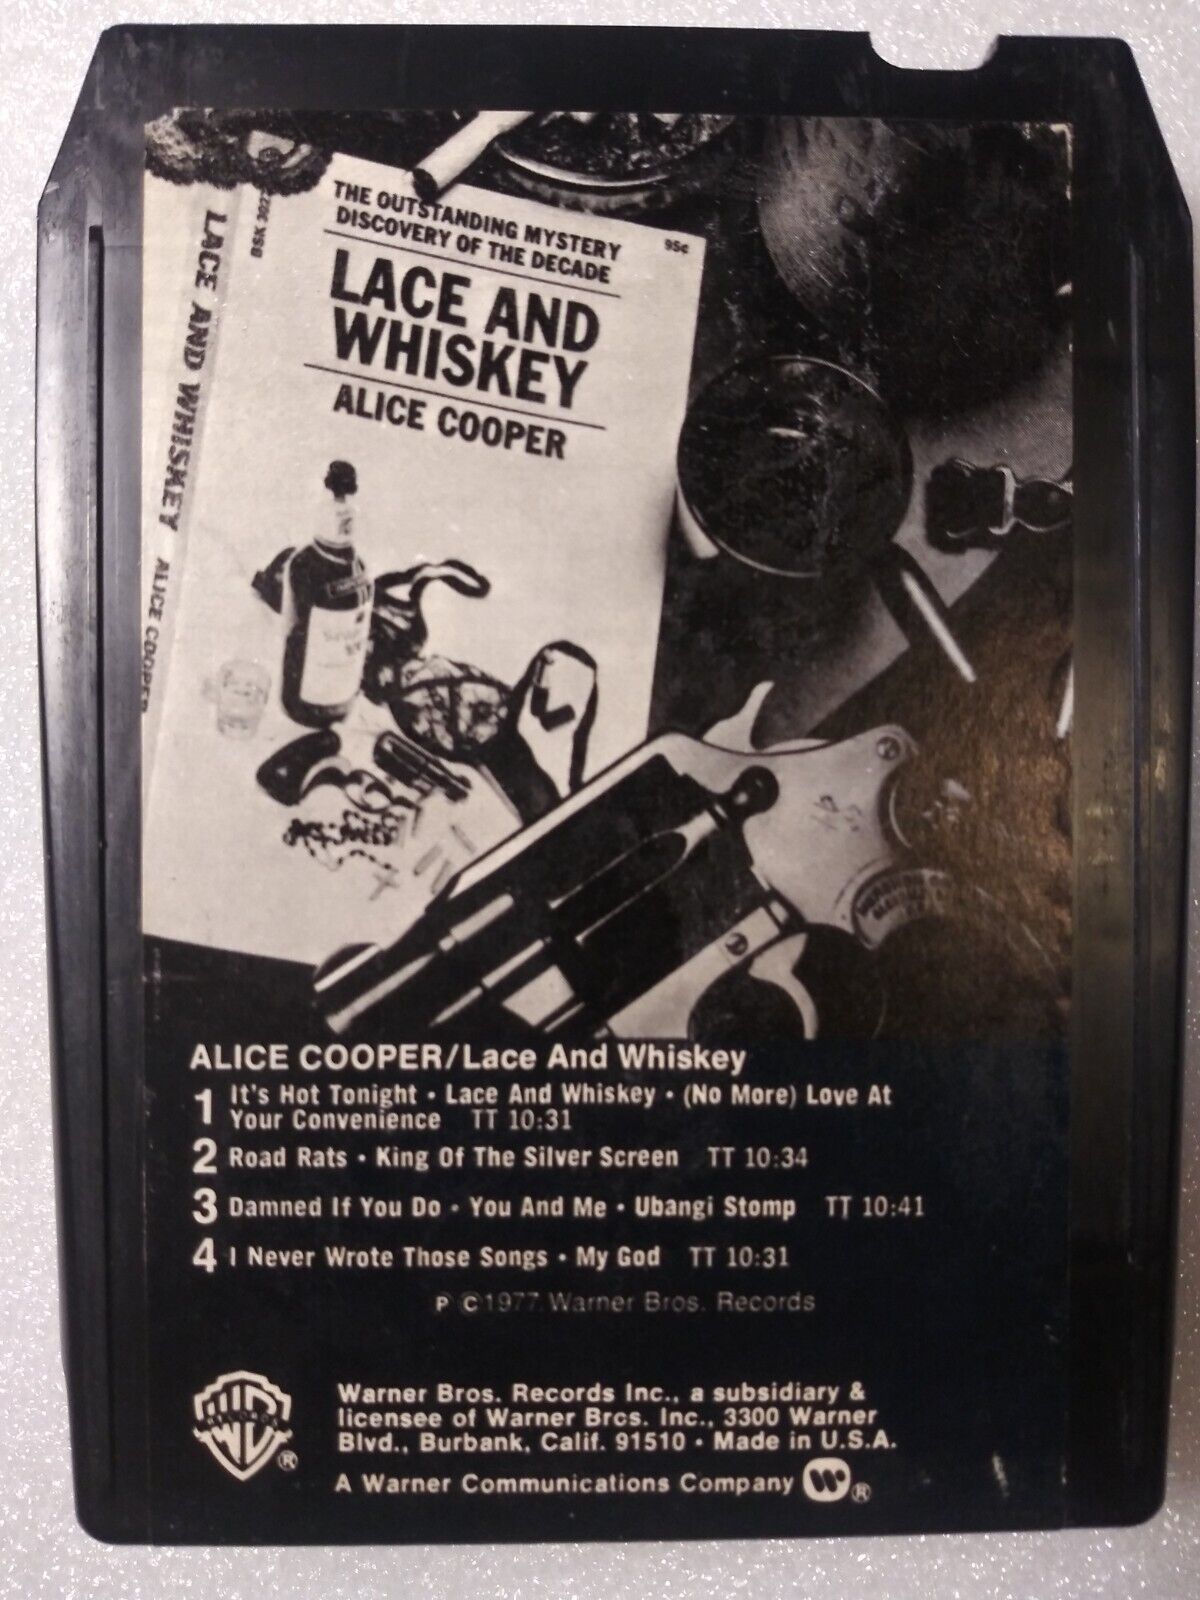 THE OUTSTANDING MYSTERY
DISCOVERY OF THE DECADE
95¢
LACE AND
WHISKEY
ALICE COOPER
LACE AND WHISKEY ALICE COOPER
BSK 3027
ALICE COOPER/Lace And Whiskey
1 It's Hot Tonight • Lace And Whiskey • (No More) Love At
Your Convenience TT 10:31
2 Road Rats • King Of The Silver Screen TT 10:34
3 Damned If You Do • You And Me • Ubangi Stomp TT 10:41
4 I Never Wrote Those Songs • My God TT 10:31
P ©1977 Warner Bros. Records
WB
RECORDS
®
Warner Bros. Records Inc., a subsidiary &
licensee of Warner Bros. Inc., 3300 Warner
Blvd., Burbank, Calif. 91510 • Made in U.S.A.
A Warner Communications Company ®